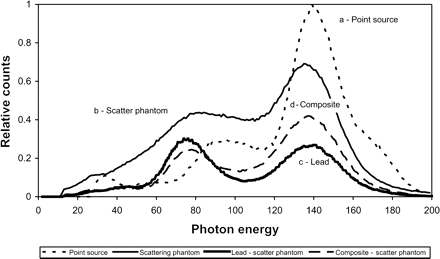 1
a - Point source
0.8
b - Scatter phantom
d- Composite
0.6
0.4
c - Lead
0.2
0
0 20 40 60 80 100 120 140 160 180 200
Relative counts
Photon energy
Point source Scattering phantom Lead - scatter phantom Composite - scatter phantom